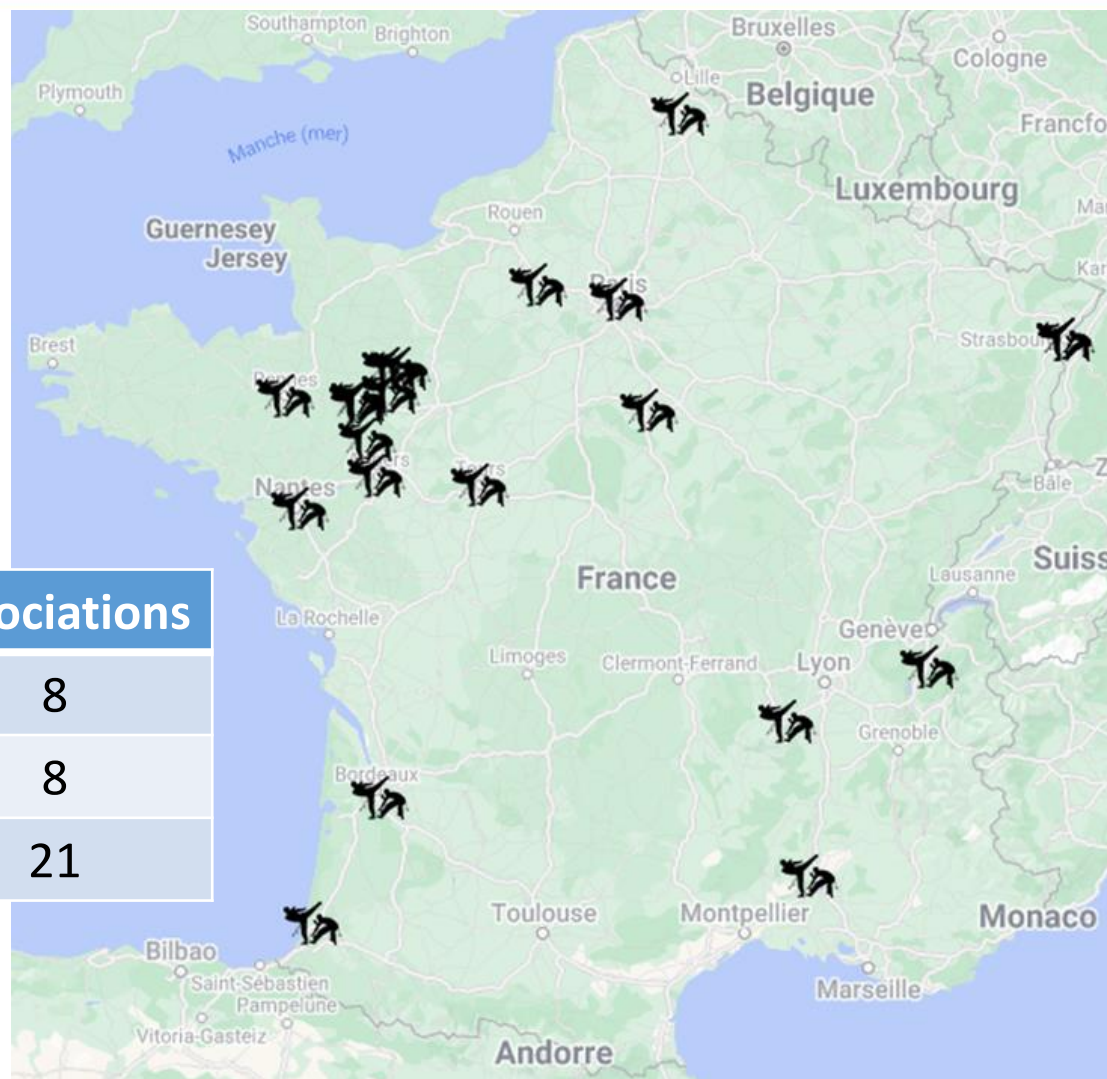 Southampton
Brighton
Bruxelles
Cologne
Plymouth
Lille
Belgique
Francfo
Manche (mer)
Luxembourg
Guernesey
Jersey
Rouen
Brest
Nantes
France
Bâle
Suiss
Lausanne
ociations
8
8
21
La Rochelle
Genève
Limoges
Clermont-Ferrand
Lyon
Grenoble
Bordeaux
Toulouse
Montpellier
Monaco
Bilbao
Saint-Sébastien
Pampelune
Marseille
Vitoria-Gasteiz
Andorre